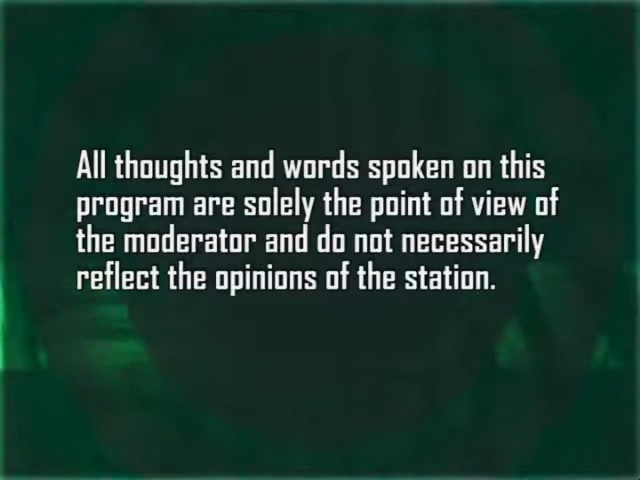 All thoughts and words spoken on this
program are solely the point of view of
the moderator and do not necessarily
reflect the opinions of the station.